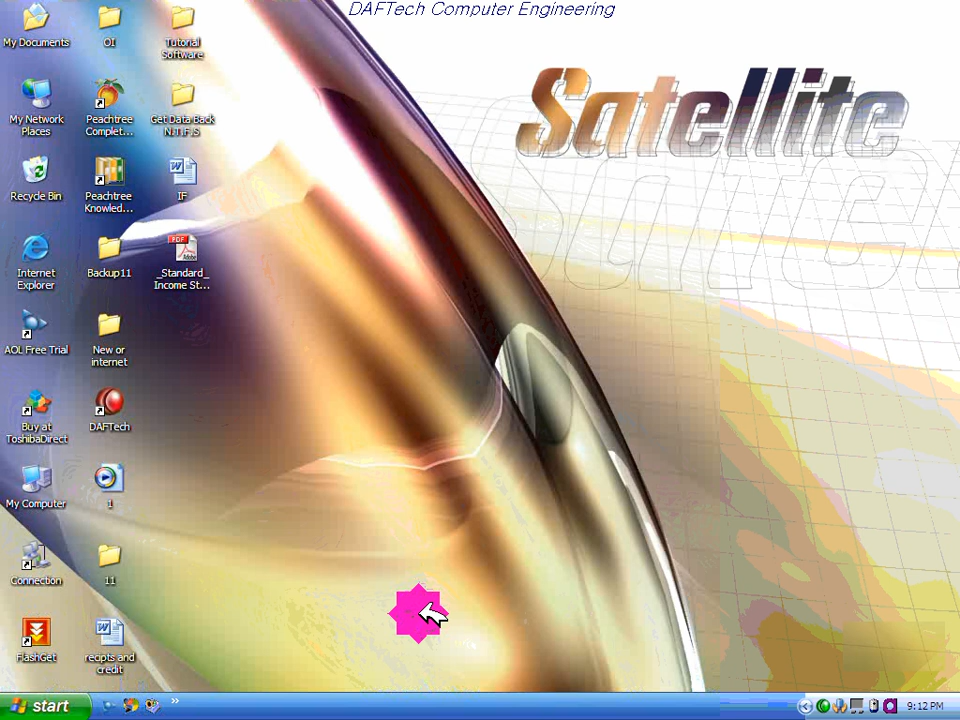 DAFTech Computer Engineering
Satellite
My Documents
OI
Tutorial
Software
My Network
Places
Peachtree
Complet...
Get Data Back
N.T.F.S
Recycle Bin
Peachtree
Knowled...
IF
Internet
Explorer
Backup11
PDF
Adobe
_Standard_
Income St...
AOL Free Trial
New or
internet
Buy at
ToshibaDirect
DAFTech
My Computer
1
Connection
11
FlashGet
recipts and
credit
start
9:12 PM